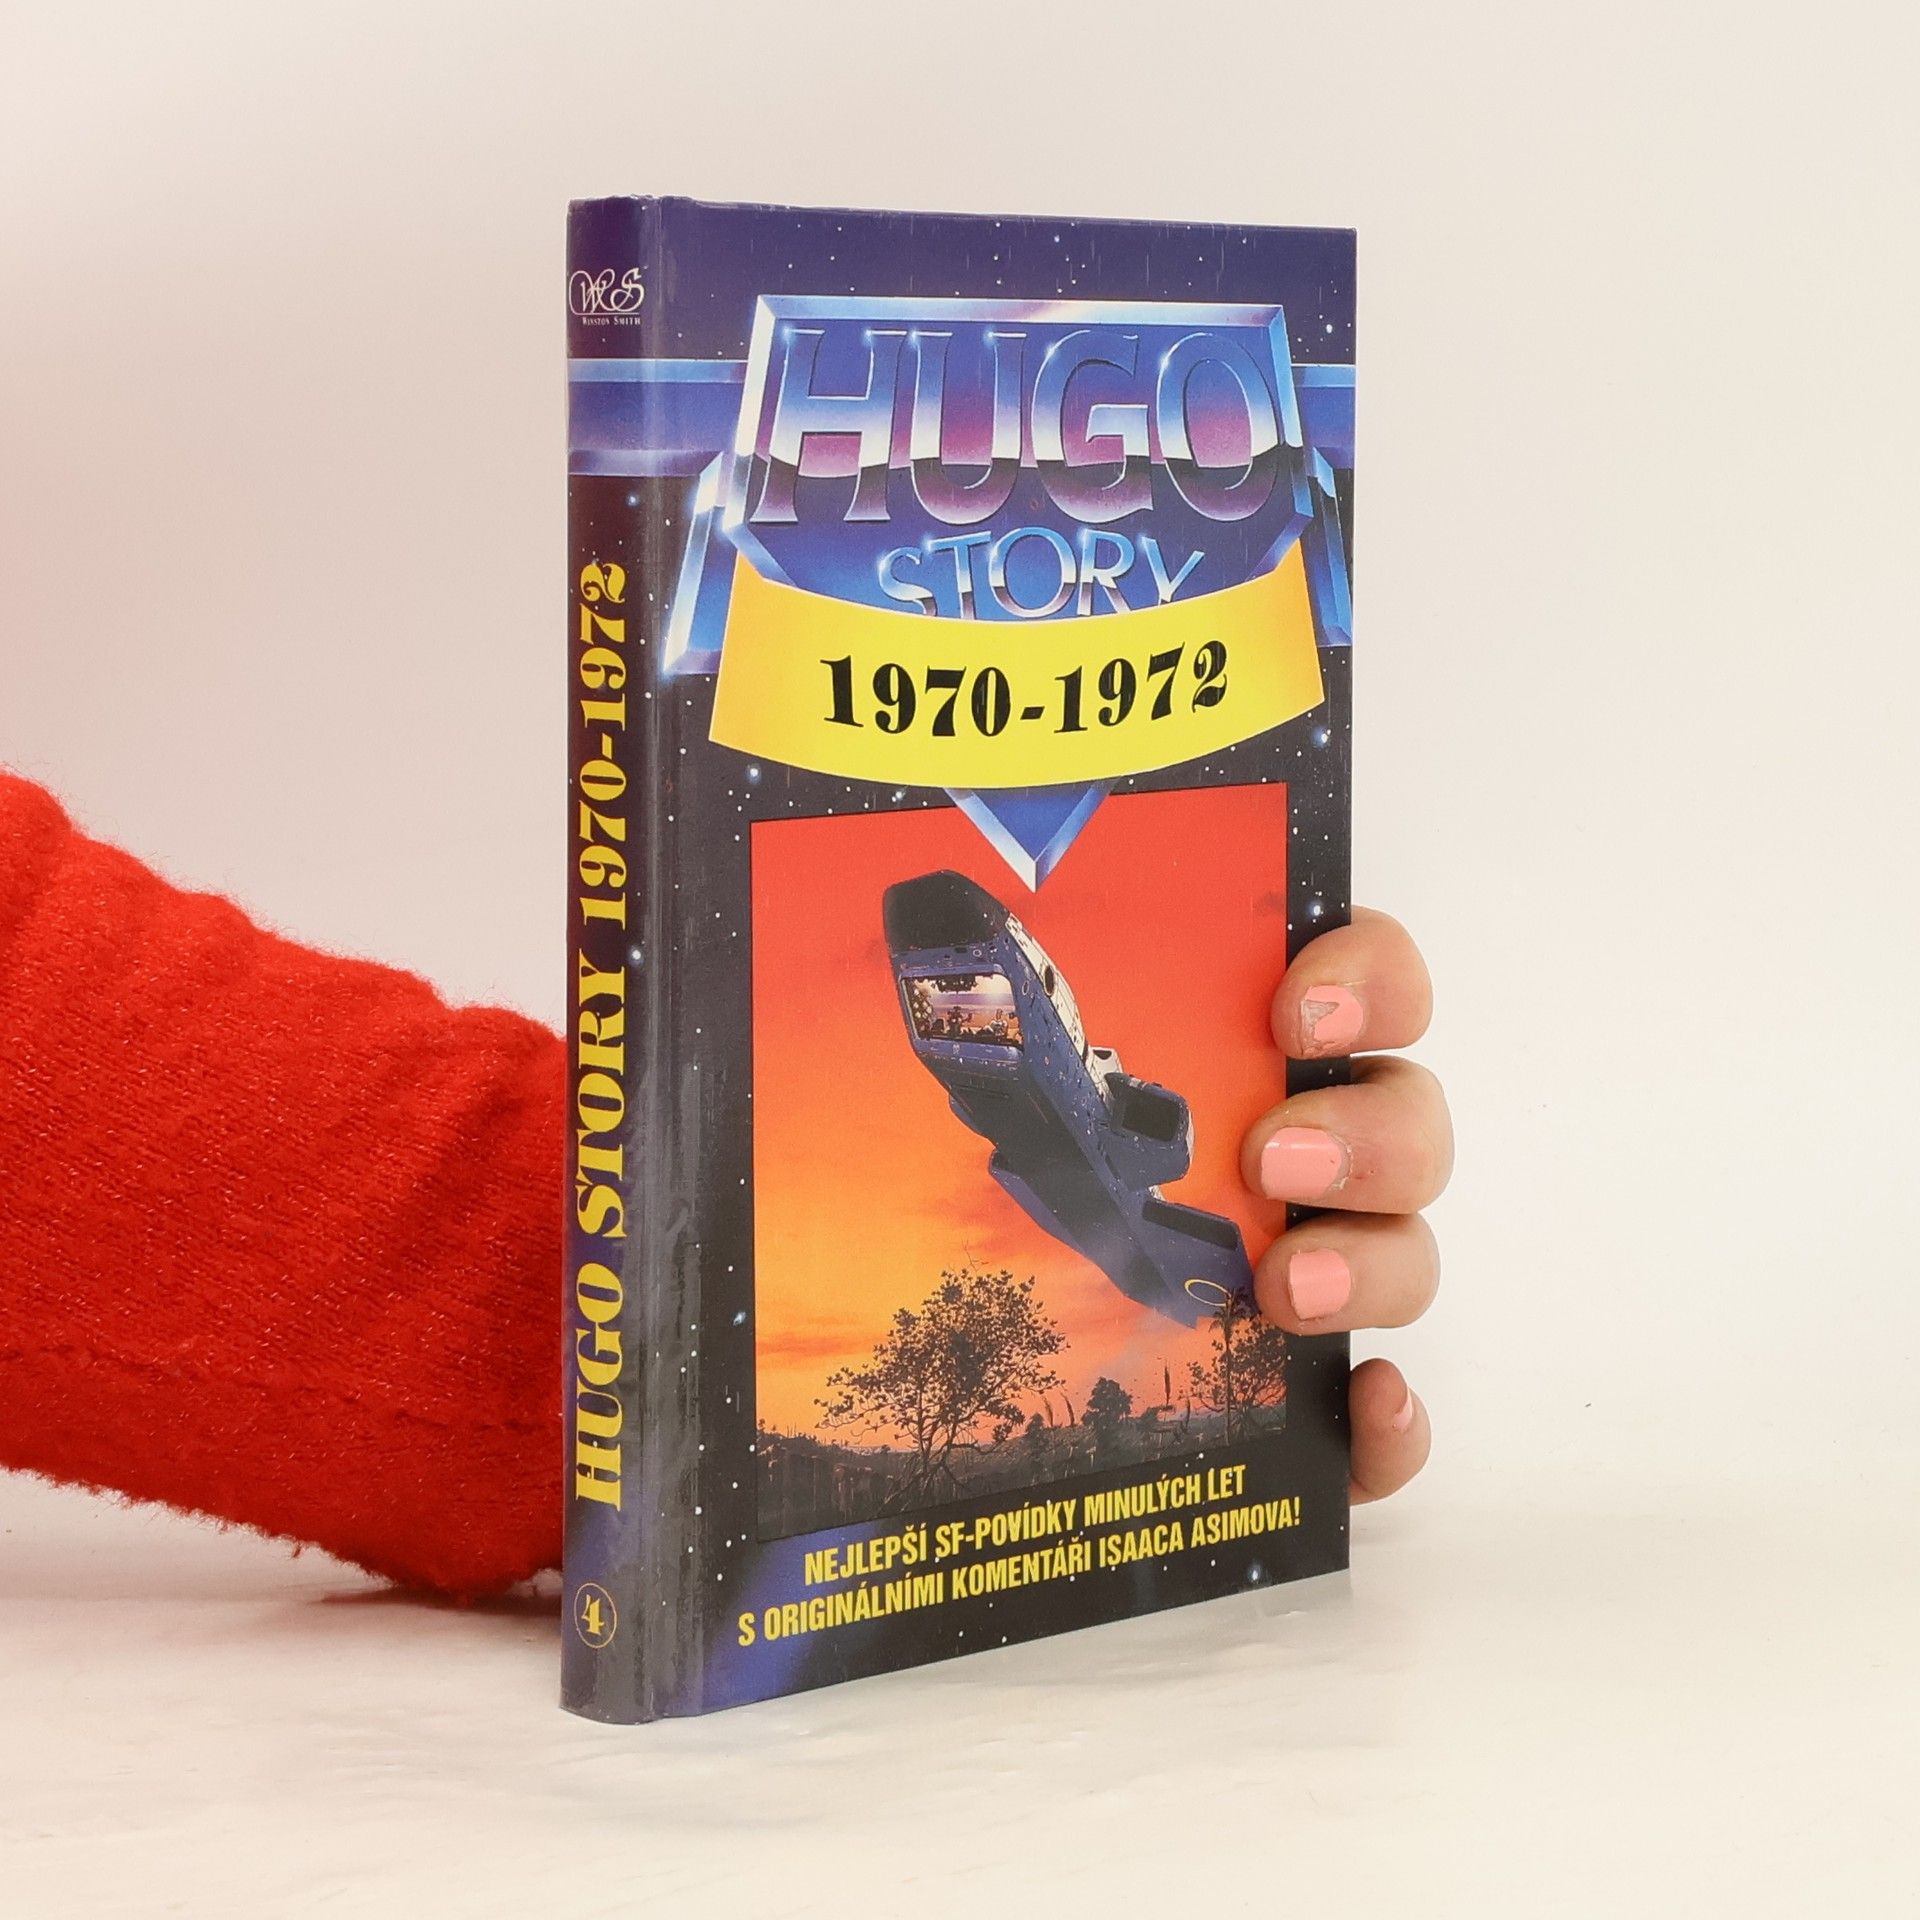 WS
WINSTON SMITH
HUGO STORY 1970-1972
4
HUGO
STORY
1970-1972
NEJLEPŠÍ SF-POVÍDKY MINULÝCH LET
S ORIGINÁLNÍMI KOMENTÁŘI ISAACA ASIMOVA!